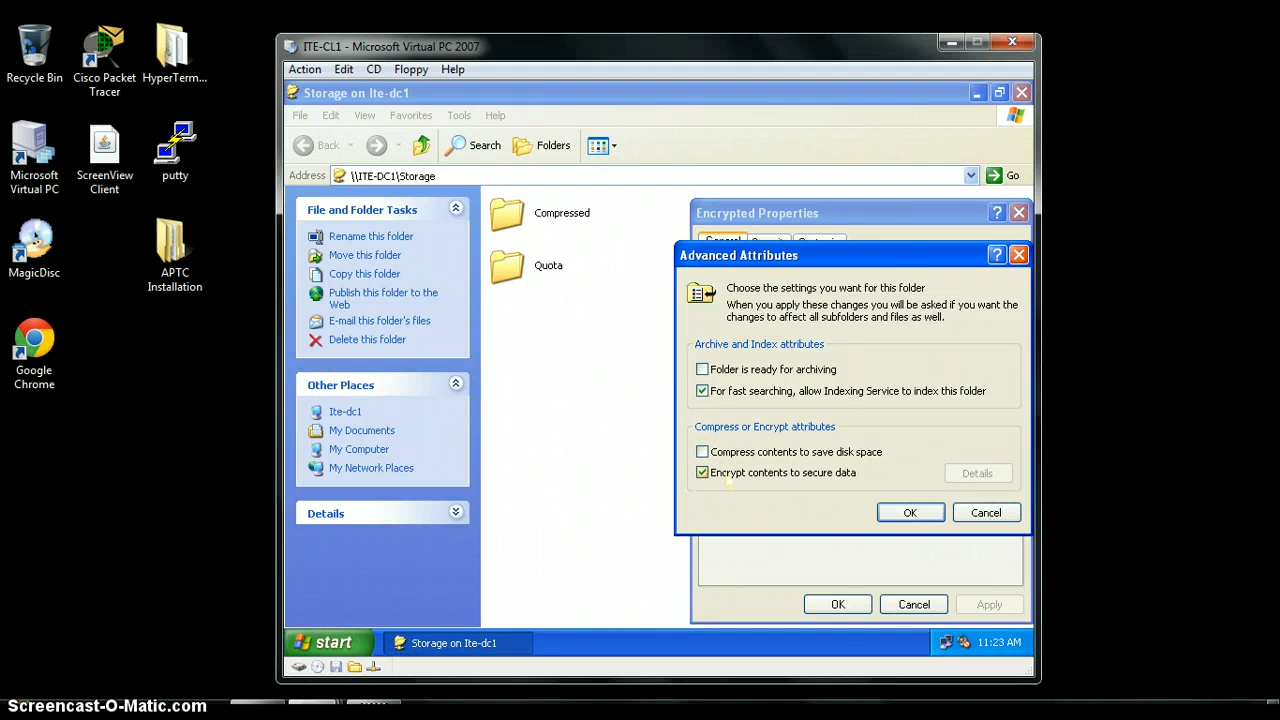 Recycle Bin
Cisco Packet
Tracer
HyperTerm...
Microsoft
Virtual PC
ScreenView
Client
putty
MagicDisc
APTC
Installation
Google
Chrome
ITE-CL1 - Microsoft Virtual PC 2007
Action Edit CD Floppy Help
Storage on Ite-dc1
File Edit View Favorites Tools Help
Back Search Folders
Address \\ITE-DC1\Storage Go
File and Folder Tasks
Rename this folder
Move this folder
Copy this folder
Publish this folder to the
Web
E-mail this folder's files
Delete this folder
Other Places
Ite-dc1
My Documents
My Computer
My Network Places
Details
Compressed
Quota
Encrypted Properties
Advanced Attributes
Choose the settings you want for this folder
When you apply these changes you will be asked if you want the
changes to affect all subfolders and files as well.
Archive and Index attributes
Folder is ready for archiving
For fast searching, allow Indexing Service to index this folder
Compress or Encrypt attributes
Compress contents to save disk space
Encrypt contents to secure data Details
OK Cancel
OK Cancel Apply
start Storage on Ite-dc1 11:23 AM
Screencast-O-Matic.com